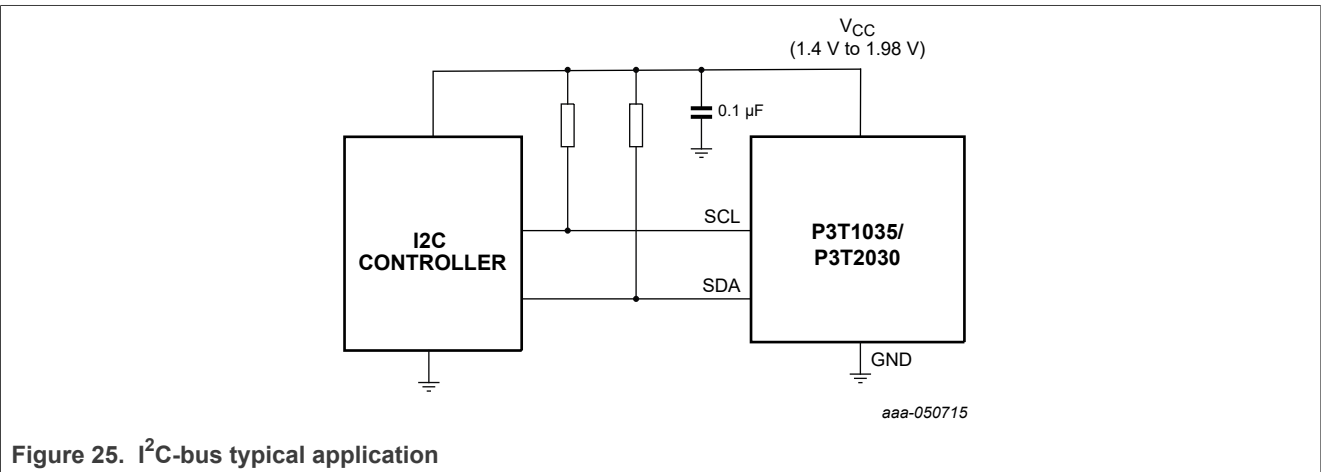 VCC
(1.4 V to 1.98 V)
0.1 µF
SCL
I2C
CONTROLLER
P3T1035/
P3T2030
SDA
GND
aaa-050715
Figure 25. I2C-bus typical application